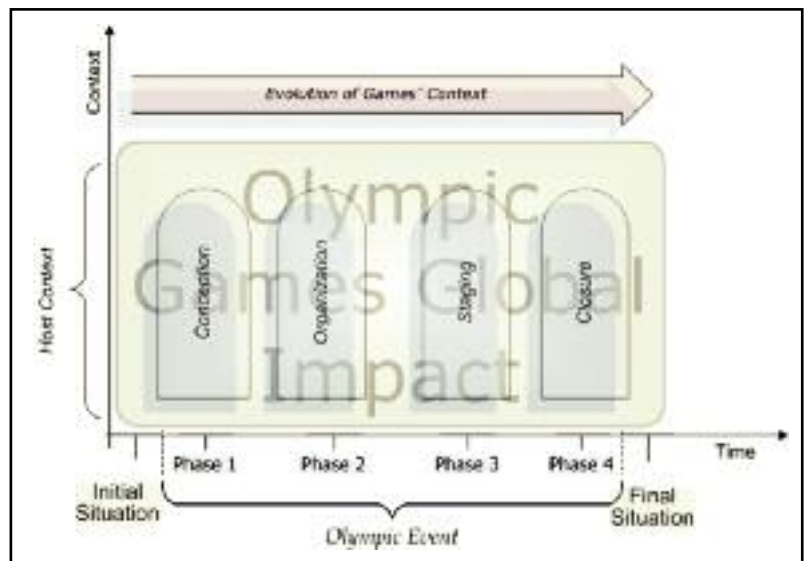 Context
Evolution of Games' Context
Host Context
Olympic
Games Global
Impact
Conception
Organization
Staging
Closure
Time
Phase 1
Phase 2
Phase 3
Phase 4
Initial
Situation
Final
Situation
Olympic Event